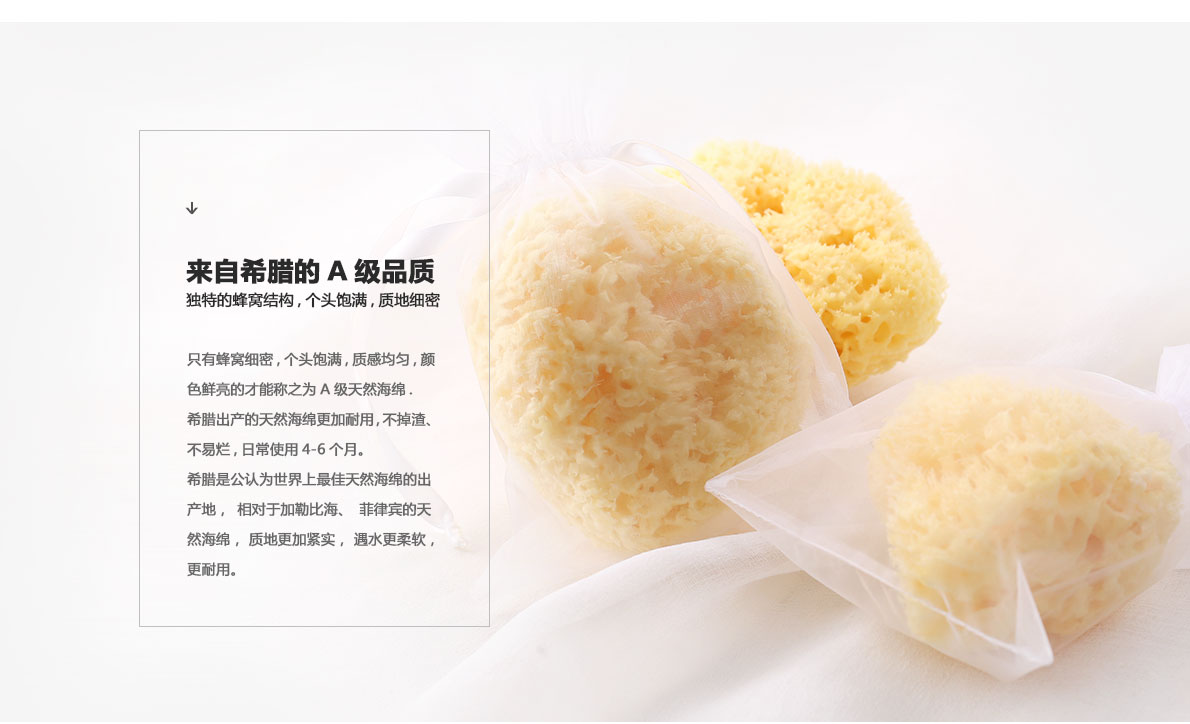 来自希腊的 A 级品质
独特的蜂窝结构 , 个头饱满 , 质地细密
只有蜂窝细密 , 个头饱满 , 质感均匀 , 颜
色鲜亮的才能称之为 A 级天然海绵 .
希腊出产的天然海绵更加耐用 , 不掉渣、
不易烂 , 日常使用 4-6 个月。
希腊是公认为世界上最佳天然海绵的出
产地 , 相对于加勒比海、 菲律宾的天
然海绵 , 质地更加紧实 , 遇水更柔软 ,
更耐用。